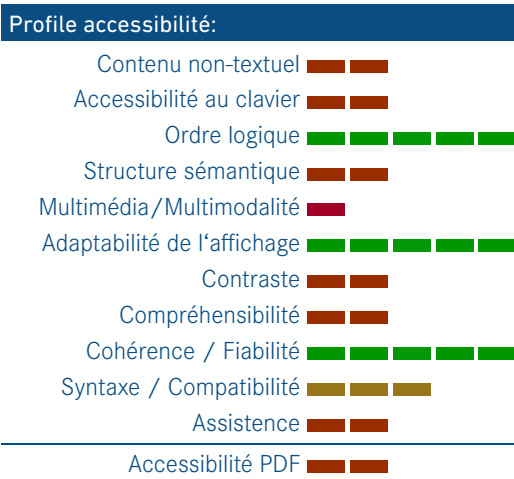 Profile accessibilité:
Contenu non-textuel
Accessibilité au clavier
Ordre logique
Structure sémantique
Multimédia/Multimodalité
Adaptabilité de l‘affichage
Contraste
Compréhensibilité
Cohérence / Fiabilité
Syntaxe / Compatibilité
Assistence
Accessibilité PDF